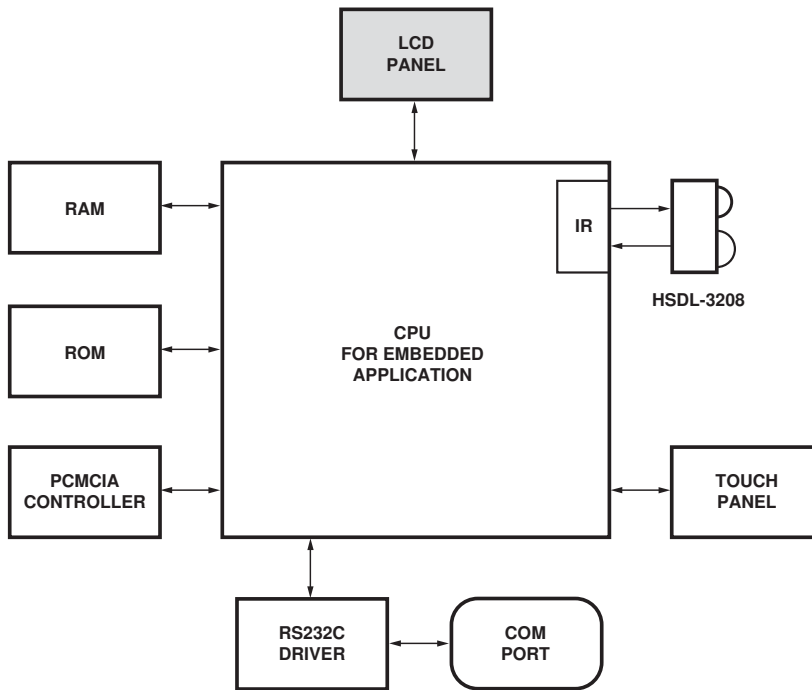 LCD
PANEL
RAM
IR
HSDL-3208
ROM
CPU
FOR EMBEDDED
APPLICATION
PCMCIA
CONTROLLER
TOUCH
PANEL
RS232C
DRIVER
COM
PORT